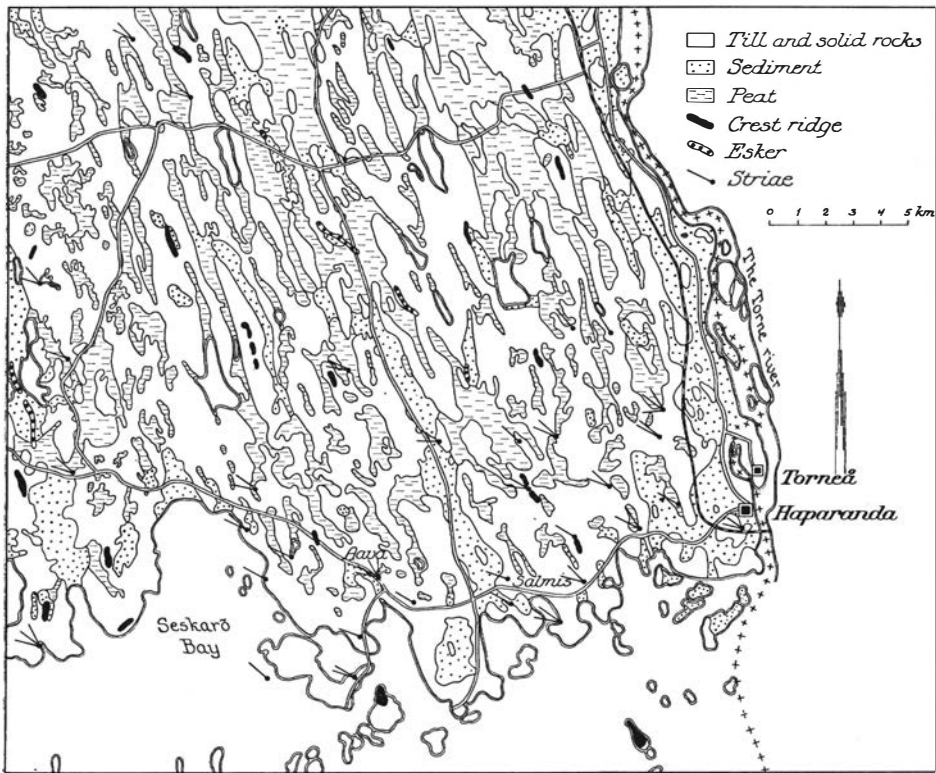 Till and solid rocks
Sediment
Peat
Crest ridge
Esker
Striae
0 1 2 3 4 5 km
The Torne river
Torneå
Haparanda
Säivis
Salmis
Seskarö
Bay